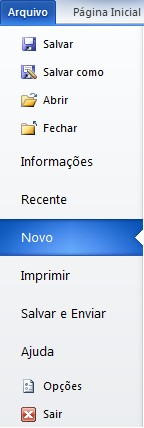 Arquivo Página Inicial
Salvar
Salvar como
Abrir
Fechar
Informações
Recente
Novo
Imprimir
Salvar e Enviar
Ajuda
Opções
Sair